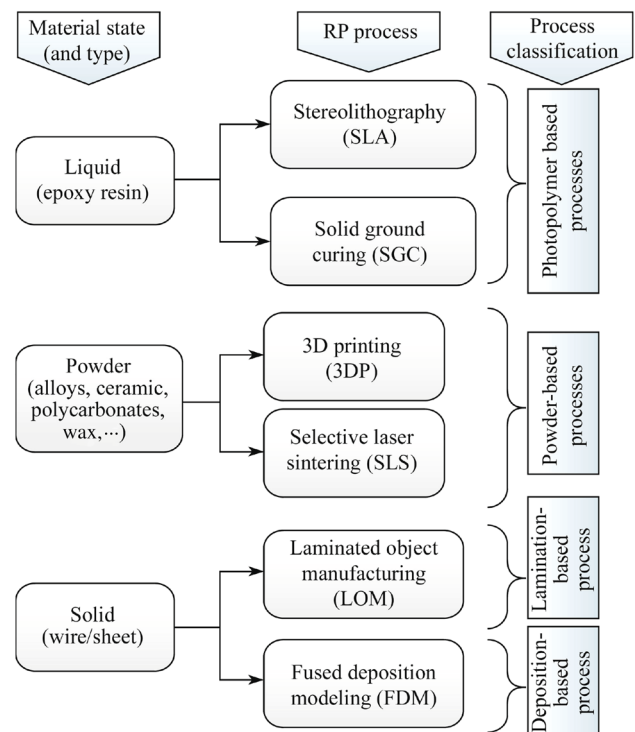 Material state
(and type)
RP process
Process
classification
Liquid
(epoxy resin)
Stereolithography
(SLA)
Solid ground
curing (SGC)
Photopolymer based
processes
Powder
(alloys, ceramic,
polycarbonates,
wax,···)
3D printing
(3DP)
Selective laser
sintering (SLS)
Powder-based
processes
Solid
(wire/sheet)
Laminated object
manufacturing
(LOM)
Fused deposition
modeling (FDM)
Lamination-
based
process
Deposition-
based
process